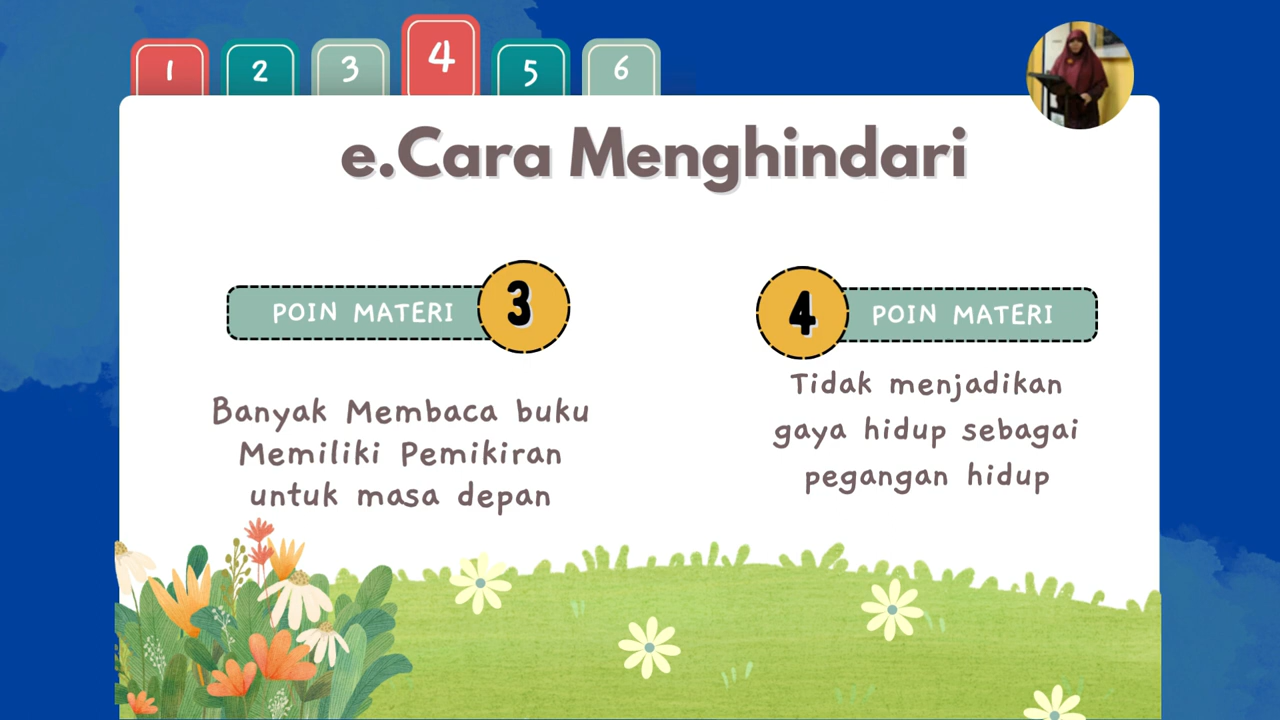 1 2 3 4 5 6
e.Cara Menghindari
POIN MATERI 3
Banyak Membaca buku
Memiliki Pemikiran
untuk masa depan
4 POIN MATERI
Tidak menjadikan
gaya hidup sebagai
pegangan hidup